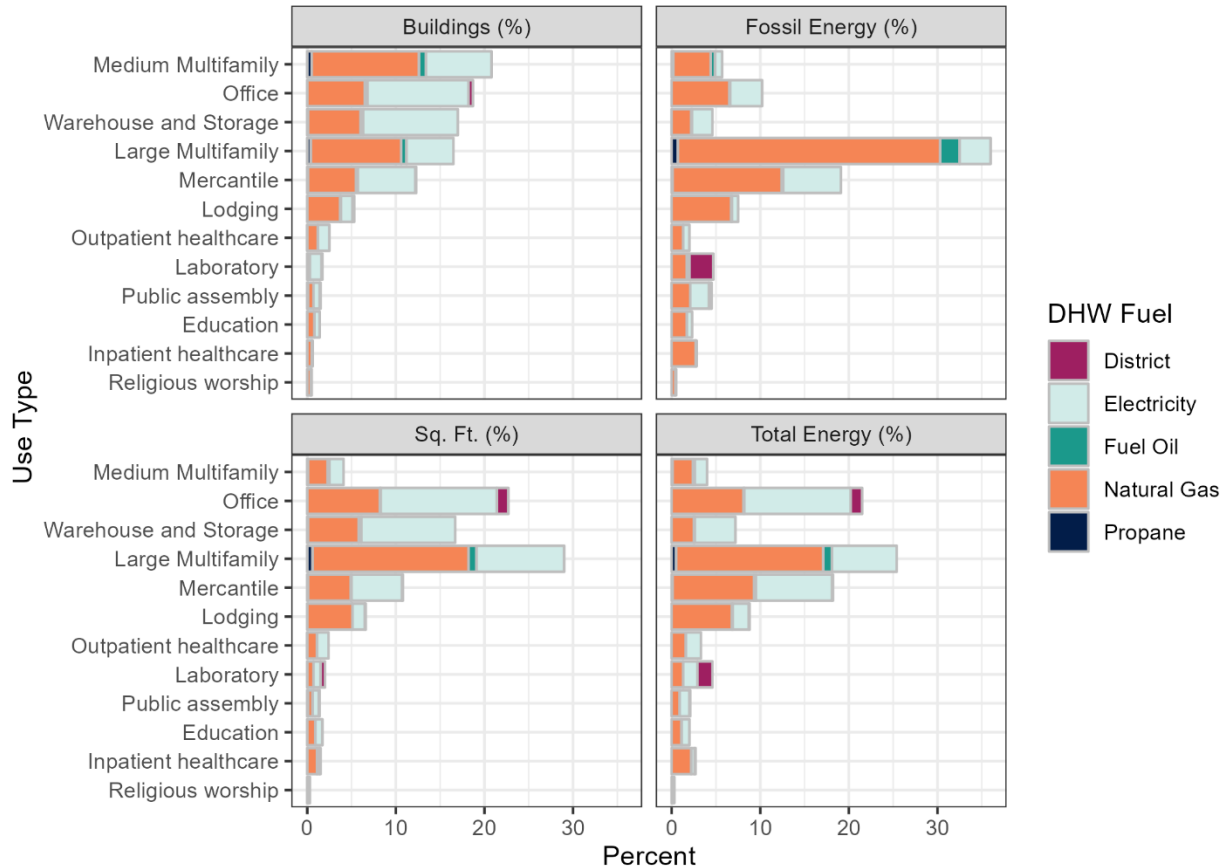 Buildings (%)
Fossil Energy (%)
Medium Multifamily
Office
Warehouse and Storage
Large Multifamily
Mercantile
Lodging
Outpatient healthcare
Laboratory
Public assembly
Education
Inpatient healthcare
Religious worship
Sq. Ft. (%)
Total Energy (%)
Medium Multifamily
Office
Warehouse and Storage
Large Multifamily
Mercantile
Lodging
Outpatient healthcare
Laboratory
Public assembly
Education
Inpatient healthcare
Religious worship
0 10 20 30
0 10 20 30
Percent
Use Type
DHW Fuel
District
Electricity
Fuel Oil
Natural Gas
Propane